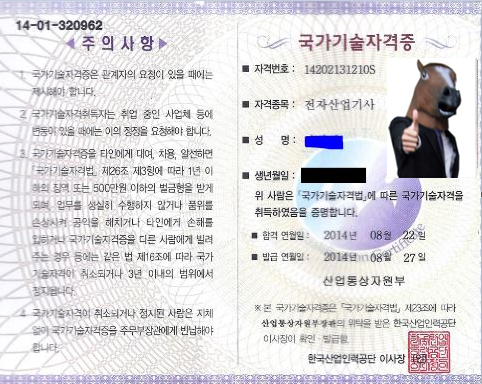 14-01-320962
◀ 주 의 사 항 ▶
1. 국가기술자격증은 관계자의 요청이 있을 때에는
제시해야 합니다.
2. 국가기술자격취득자는 취업 중인 사업체 등에
변동이 있을 때에는 이의 정정을 요청해야 합니다.
3. 국가기술자격증을 타인에게 대여, 차용, 알선하면
「국가기술자격법」 제26조 제3항에 따라 1년 이
하의 징역 또는 500만원 이하의 벌금형을 받게
되며, 업무를 성실히 수행하지 않거나 품위를
손상시켜 공익을 해치거나 타인에게 손해를
입히거나 국가기술자격증을 다른 사람에게 빌려
주는 경우 등에는 같은 법 제16조에 따라 국가
기술자격이 취소되거나 3년 이내의 범위에서
정지됩니다.
4. 국가기술자격이 취소되거나 정지된 사람은 지체
없이 국가기술자격증을 주무부장관에게 반납해야
합니다.
국가기술자격증
■ 자격번호 : 14202131210S
■ 자격종목 : 전자산업기사
■ 성 명 :
■ 생년월일 :
위 사람은 「국가기술자격법」에 따른 국가기술자격을
취득하였음을 증명합니다.
■ 합격 연월일 : 2014년 08월 22일
■ 발급 연월일 : 2014년 08월 27일
산업통상자원부
※ 본 국가기술자격증은 「국가기술자격법」 제23조에 따라
산업통상자원부장관의 위탁을 받은 한국산업인력공단
이사장이 확인 · 발급함.
한국산업인력공단 이사장